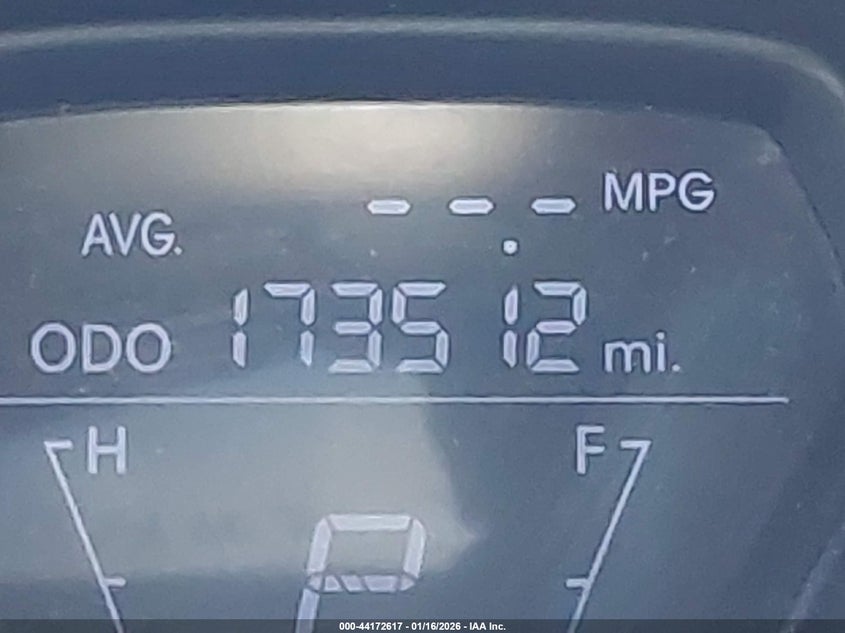 AVG. --.- MPG
ODO 173512 mi.
H F
P
000-44172617 - 01/16/2026 - IAA Inc.